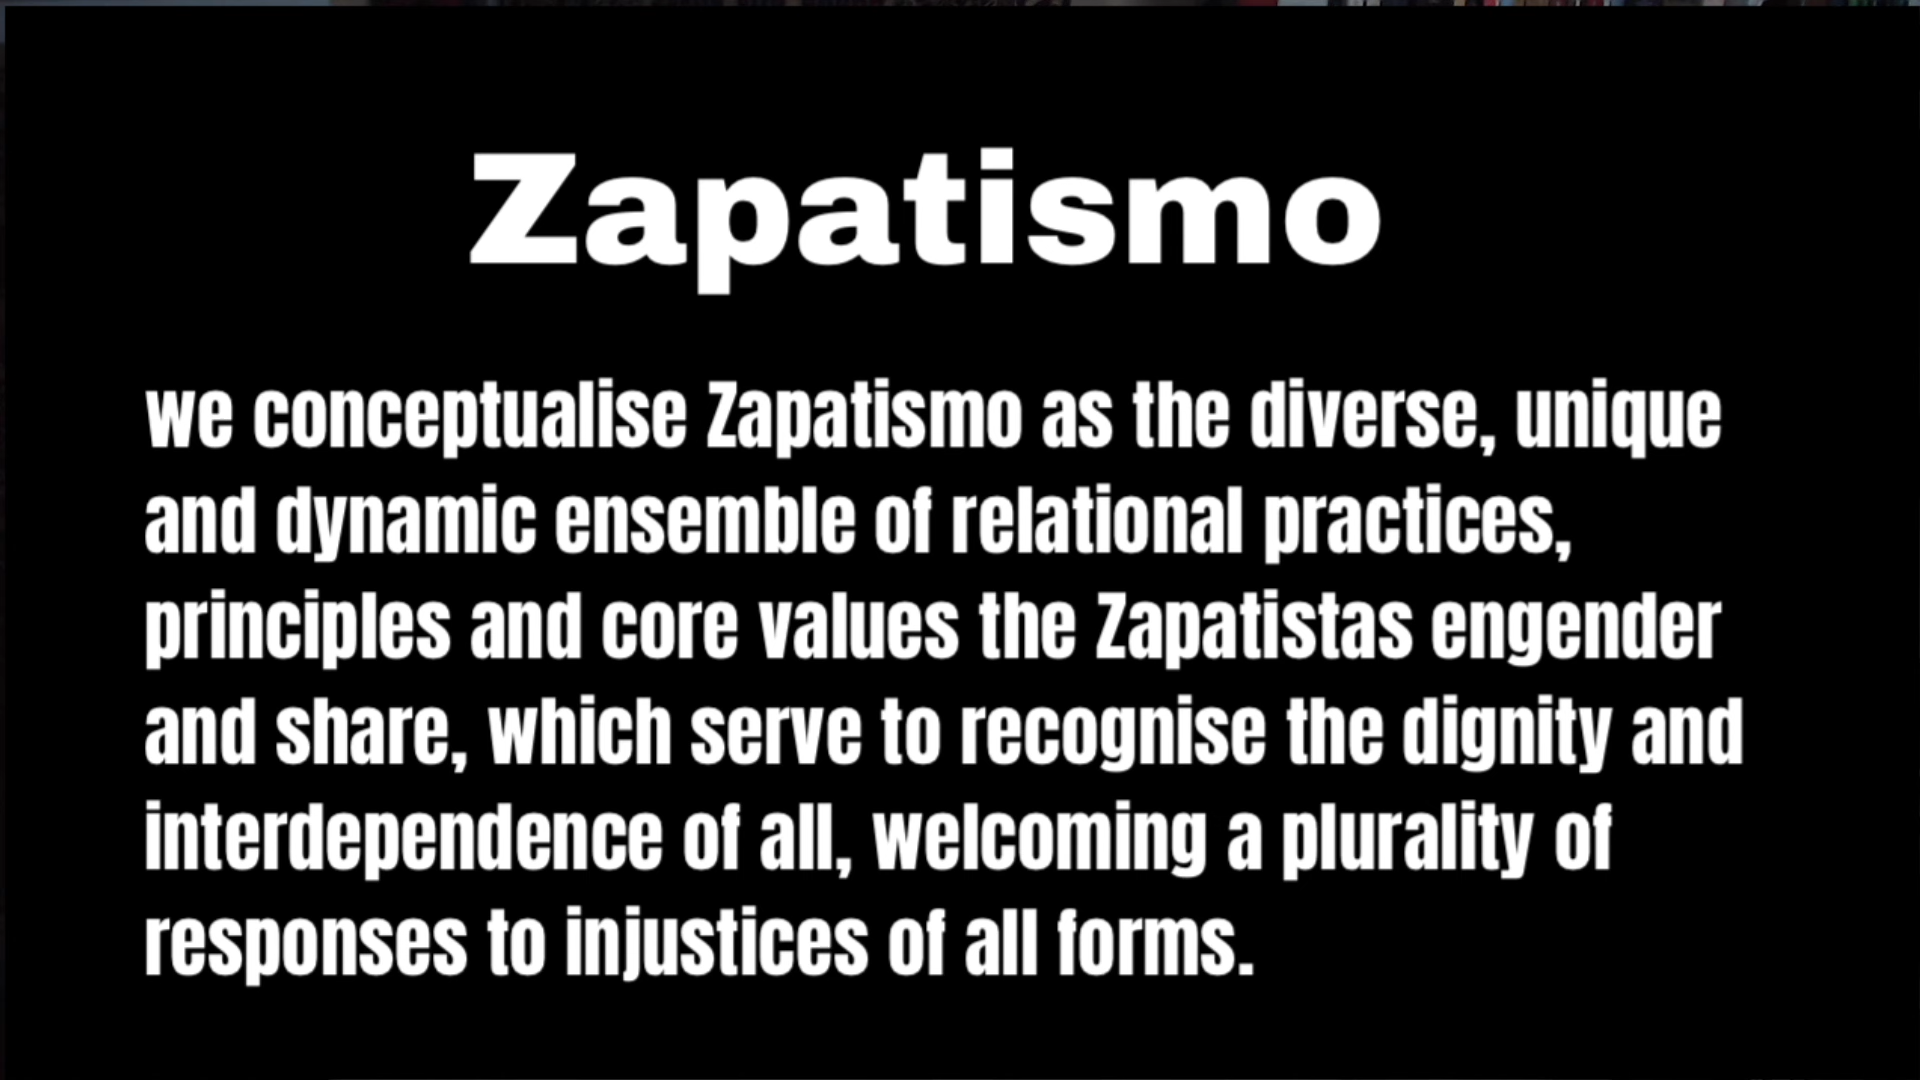 Zapatismo
we conceptualise Zapatismo as the diverse, unique
and dynamic ensemble of relational practices,
principles and core values the Zapatistas engender
and share, which serve to recognise the dignity and
interdependence of all, welcoming a plurality of
responses to injustices of all forms.